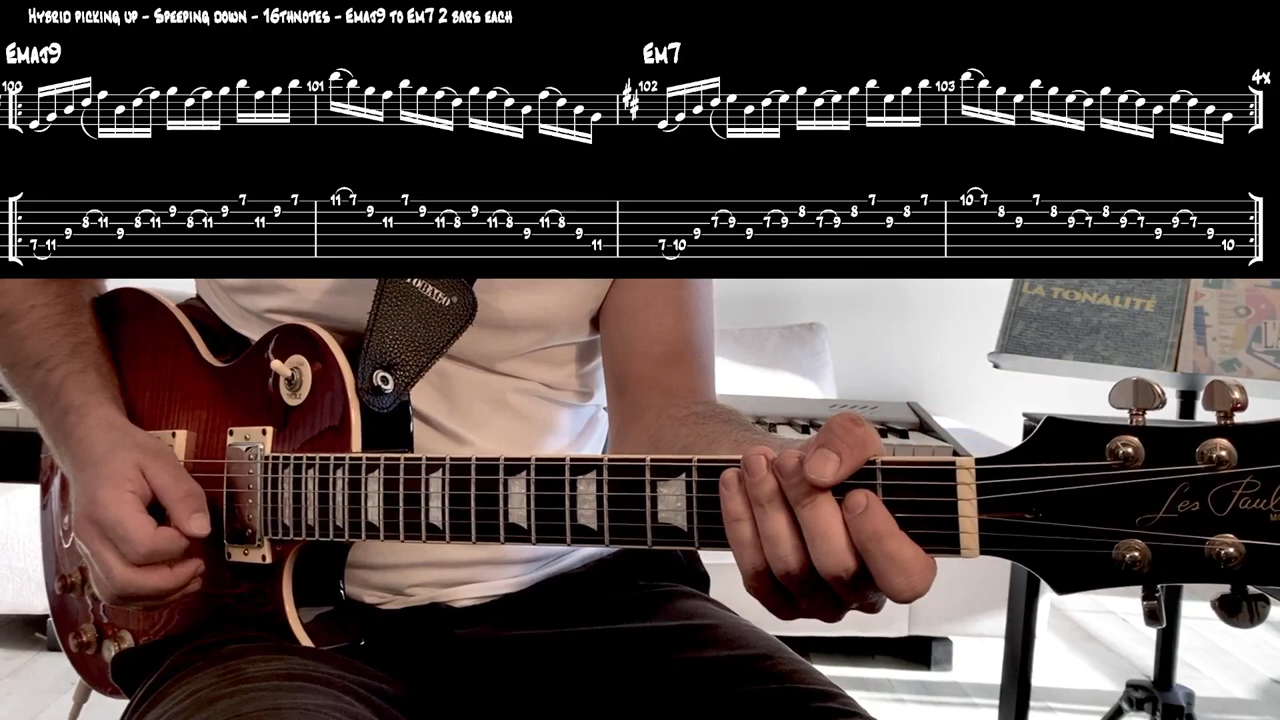 Hybrid picking up - Speeping down - 16thnotes - Emaj9 to Em7 2 bars each
Emaj9
Em7
100
101
102
103
4x
7 11 9 8 11 9 8 11 9 8 11 9 7 11 9 7
11 7 9 11 7 9 11 8 9 11 8 9 11 8 9 11
7 10 9 7 9 9 7 9 8 7 9 8 7 9 8 7
10 7 8 9 7 8 9 7 8 9 7 9 9 7 9 10
TOBAGO
LA TONALITÉ
Les Paul